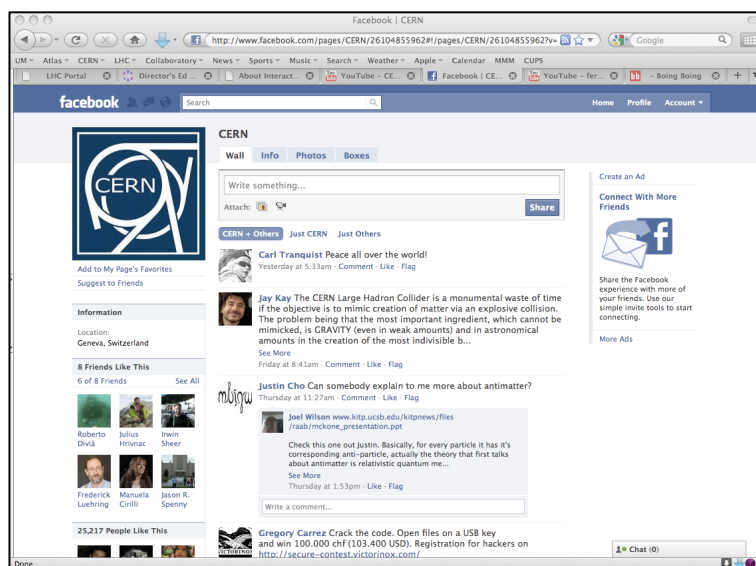 Facebook | CERN
http://www.facebook.com/pages/CERN/26104855962#!/pages/CERN/26104855962?v=
Google
UM Atlas CERN LHC Collaboratory News Sports Music Search Weather Apple Calendar MMM CUPS
LHC Portal
Director's Ed ...
About Interact...
YouTube – CE...
Facebook | CE...
YouTube – fer...
– Boing Boing
facebook
Search
Home Profile Account
CERN
CERN
Wall Info Photos Boxes
Write something...
Attach:
Share
CERN + Others Just CERN Just Others
Add to My Page's Favorites
Suggest to Friends
Information
Location:
Geneva, Switzerland
8 Friends Like This
6 of 8 Friends See All
Roberto Divià
Julius Hrivnac
Irwin Sheer
Frederick Luehring
Manuela Cirilli
Jason R. Spenny
25,217 People Like This
Carl Tranquist Peace all over the world!
Yesterday at 5:33am · Comment · Like · Flag
Jay Kay The CERN Large Hadron Collider is a monumental waste of time
if the objective is to mimic creation of matter via an explosive collision.
The problem being that the most important ingredient, which cannot be
mimicked, is GRAVITY (even in weak amounts) and in astronomical
amounts in the creation of the most indivisible b...
See More
Friday at 8:41am · Comment · Like · Flag
Justin Cho Can somebody explain to me more about antimatter?
Thursday at 11:27am · Comment · Like · Flag
Joel Wilson www.kitp.ucsb.edu/kitpnews/files
/raab/mckone_presentation.ppt
Check this one out Justin. Basically, for every particle it has it's
corresponding anti-particle, actually the theory that first talks
about antimatter is relativistic quantum me...
See More
Thursday at 1:53pm · Like · Flag
Write a comment...
Gregory Carrez Crack the code. Open files on a USB key
and win 100.000 chf (103.400 USD). Registration for hackers on
http://secure-contest.victorinox.com/
VICTORINOX
Create an Ad
Connect With More
Friends
Share the Facebook
experience with more of
your friends. Use our
simple invite tools to start
connecting.
More Ads
Chat (0)
Done